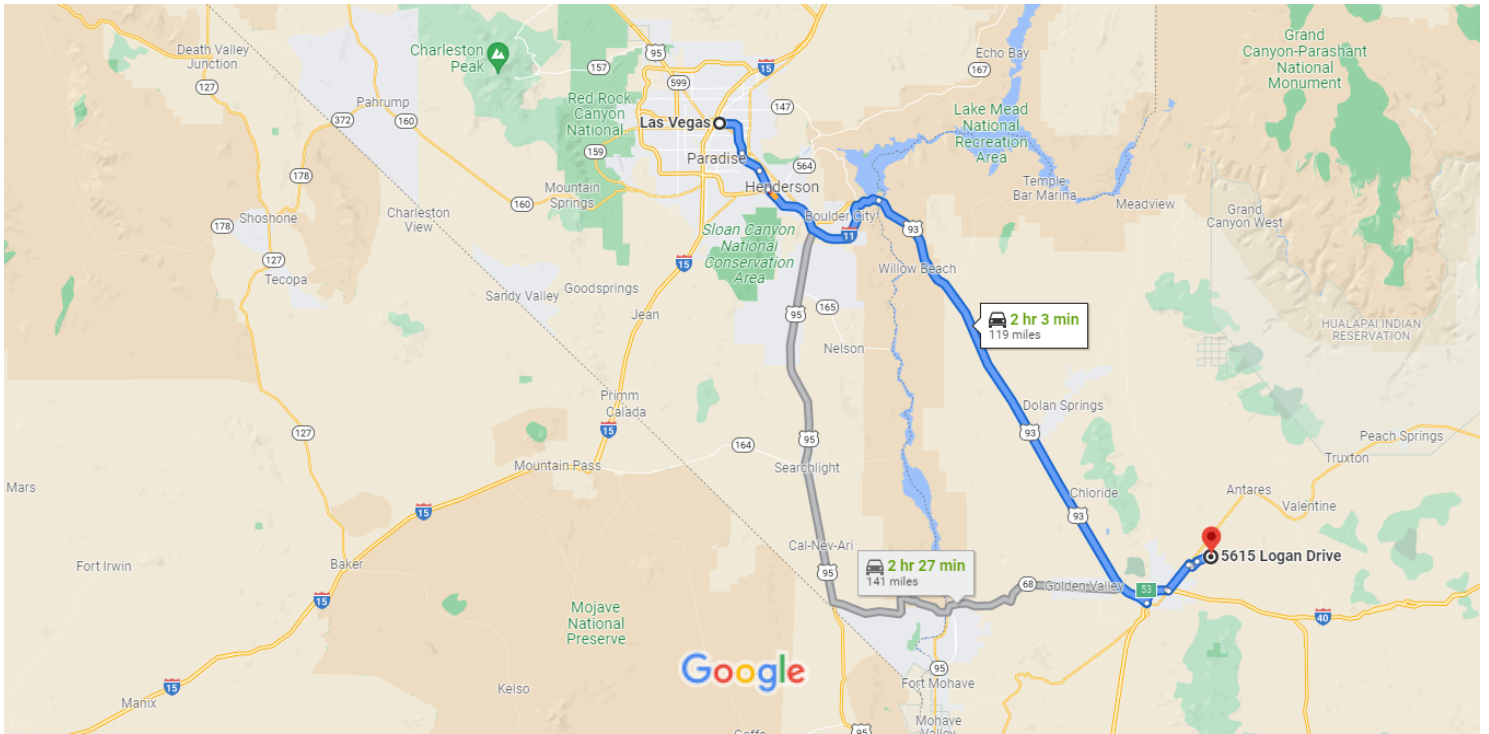 Death Valley
Junction
127
Pahrump
372
160
Charleston
Peak
157
95
599
15
147
Echo Bay
167
Grand
Canyon-Parashant
National
Monument
Red Rock
Canyon
National...
Las Vegas
Lake Mead
National
Recreation
Area
159
Paradise
564
Henderson
178
Mountain
Springs
160
Temple
Bar Marina
Meadview
Shoshone
178
Charleston
View
Boulder City
11
93
Grand
Canyon West
Sloan Canyon
National
Conservation
Area
127
Tecopa
15
Willow Beach
Sandy Valley
Goodsprings
Jean
95
165
2 hr 3 min
119 miles
HUALAPAI INDIAN
RESERVATION
Nelson
Primm
Calada
Dolan Springs
127
15
95
164
93
Peach Springs
Mountain Pass
Searchlight
Truxton
Mars
Chloride
Antares
15
93
Valentine
Cal-Nev-Ari
5615 Logan Drive
Fort Irwin
Baker
95
2 hr 27 min
141 miles
68
Golden Valley
53
15
Mojave
National
Preserve
40
Google
95
Fort Mohave
15
Kelso
Manix
Mohave
Valley
95